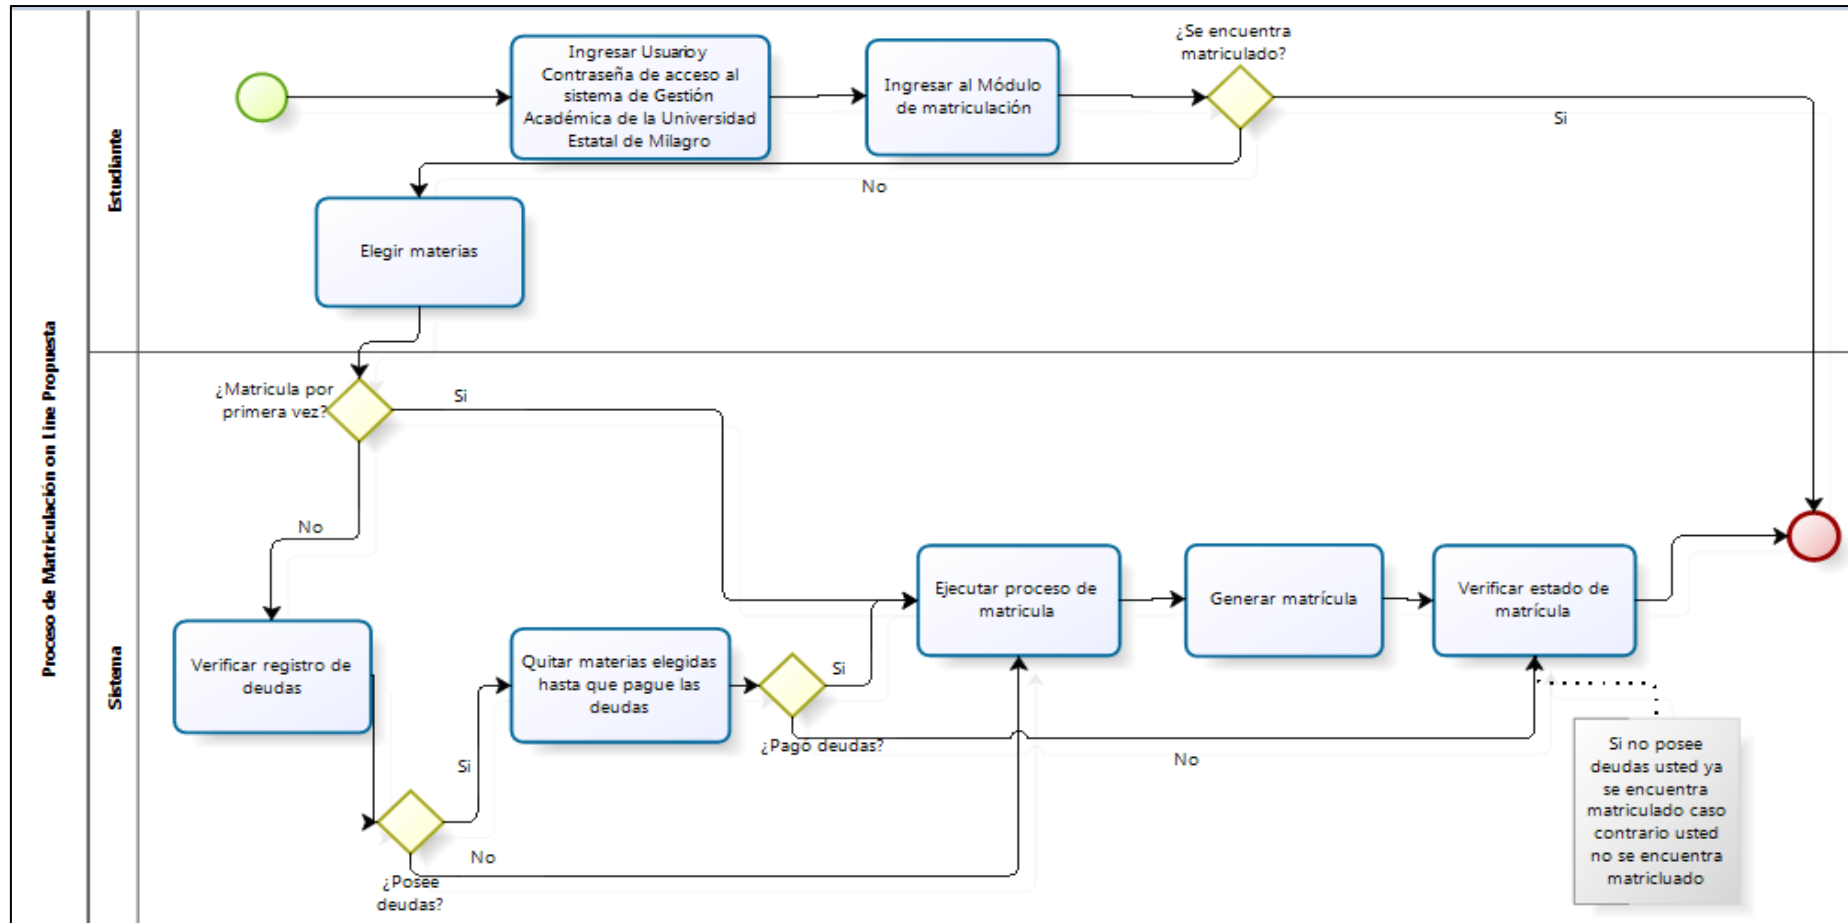 Proceso de Matriculación on Line Propuesta
Estudiante
Ingresar Usuario y
Contraseña de acceso al
sistema de Gestión
Académica de la Universidad
Estatal de Milagro
Ingresar al Módulo
de matriculación
¿Se encuentra
matriculado?
Si
No
Elegir materias
Sistema
¿Matricula por
primera vez?
Si
No
Verificar registro de
deudas
¿Posee
deudas?
Si
No
Quitar materias elegidas
hasta que pague las
deudas
¿Pagó deudas?
Si
No
Ejecutar proceso de
matricula
Generar matrícula
Verificar estado de
matrícula
Si no posee
deudas usted ya
se encuentra
matriculado caso
contrario usted
no se encuentra
matricluado